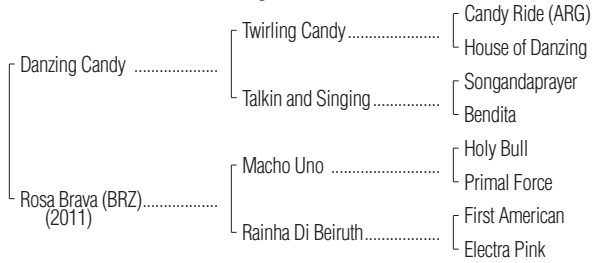 Candy Ride (ARG)
Twirling Candy
House of Danzing
Danzing Candy
Songandaprayer
Talkin and Singing
Bendita
Holy Bull
Macho Uno
Primal Force
Rosa Brava (BRZ)
(2011)
First American
Rainha Di Beiruth
Electra Pink